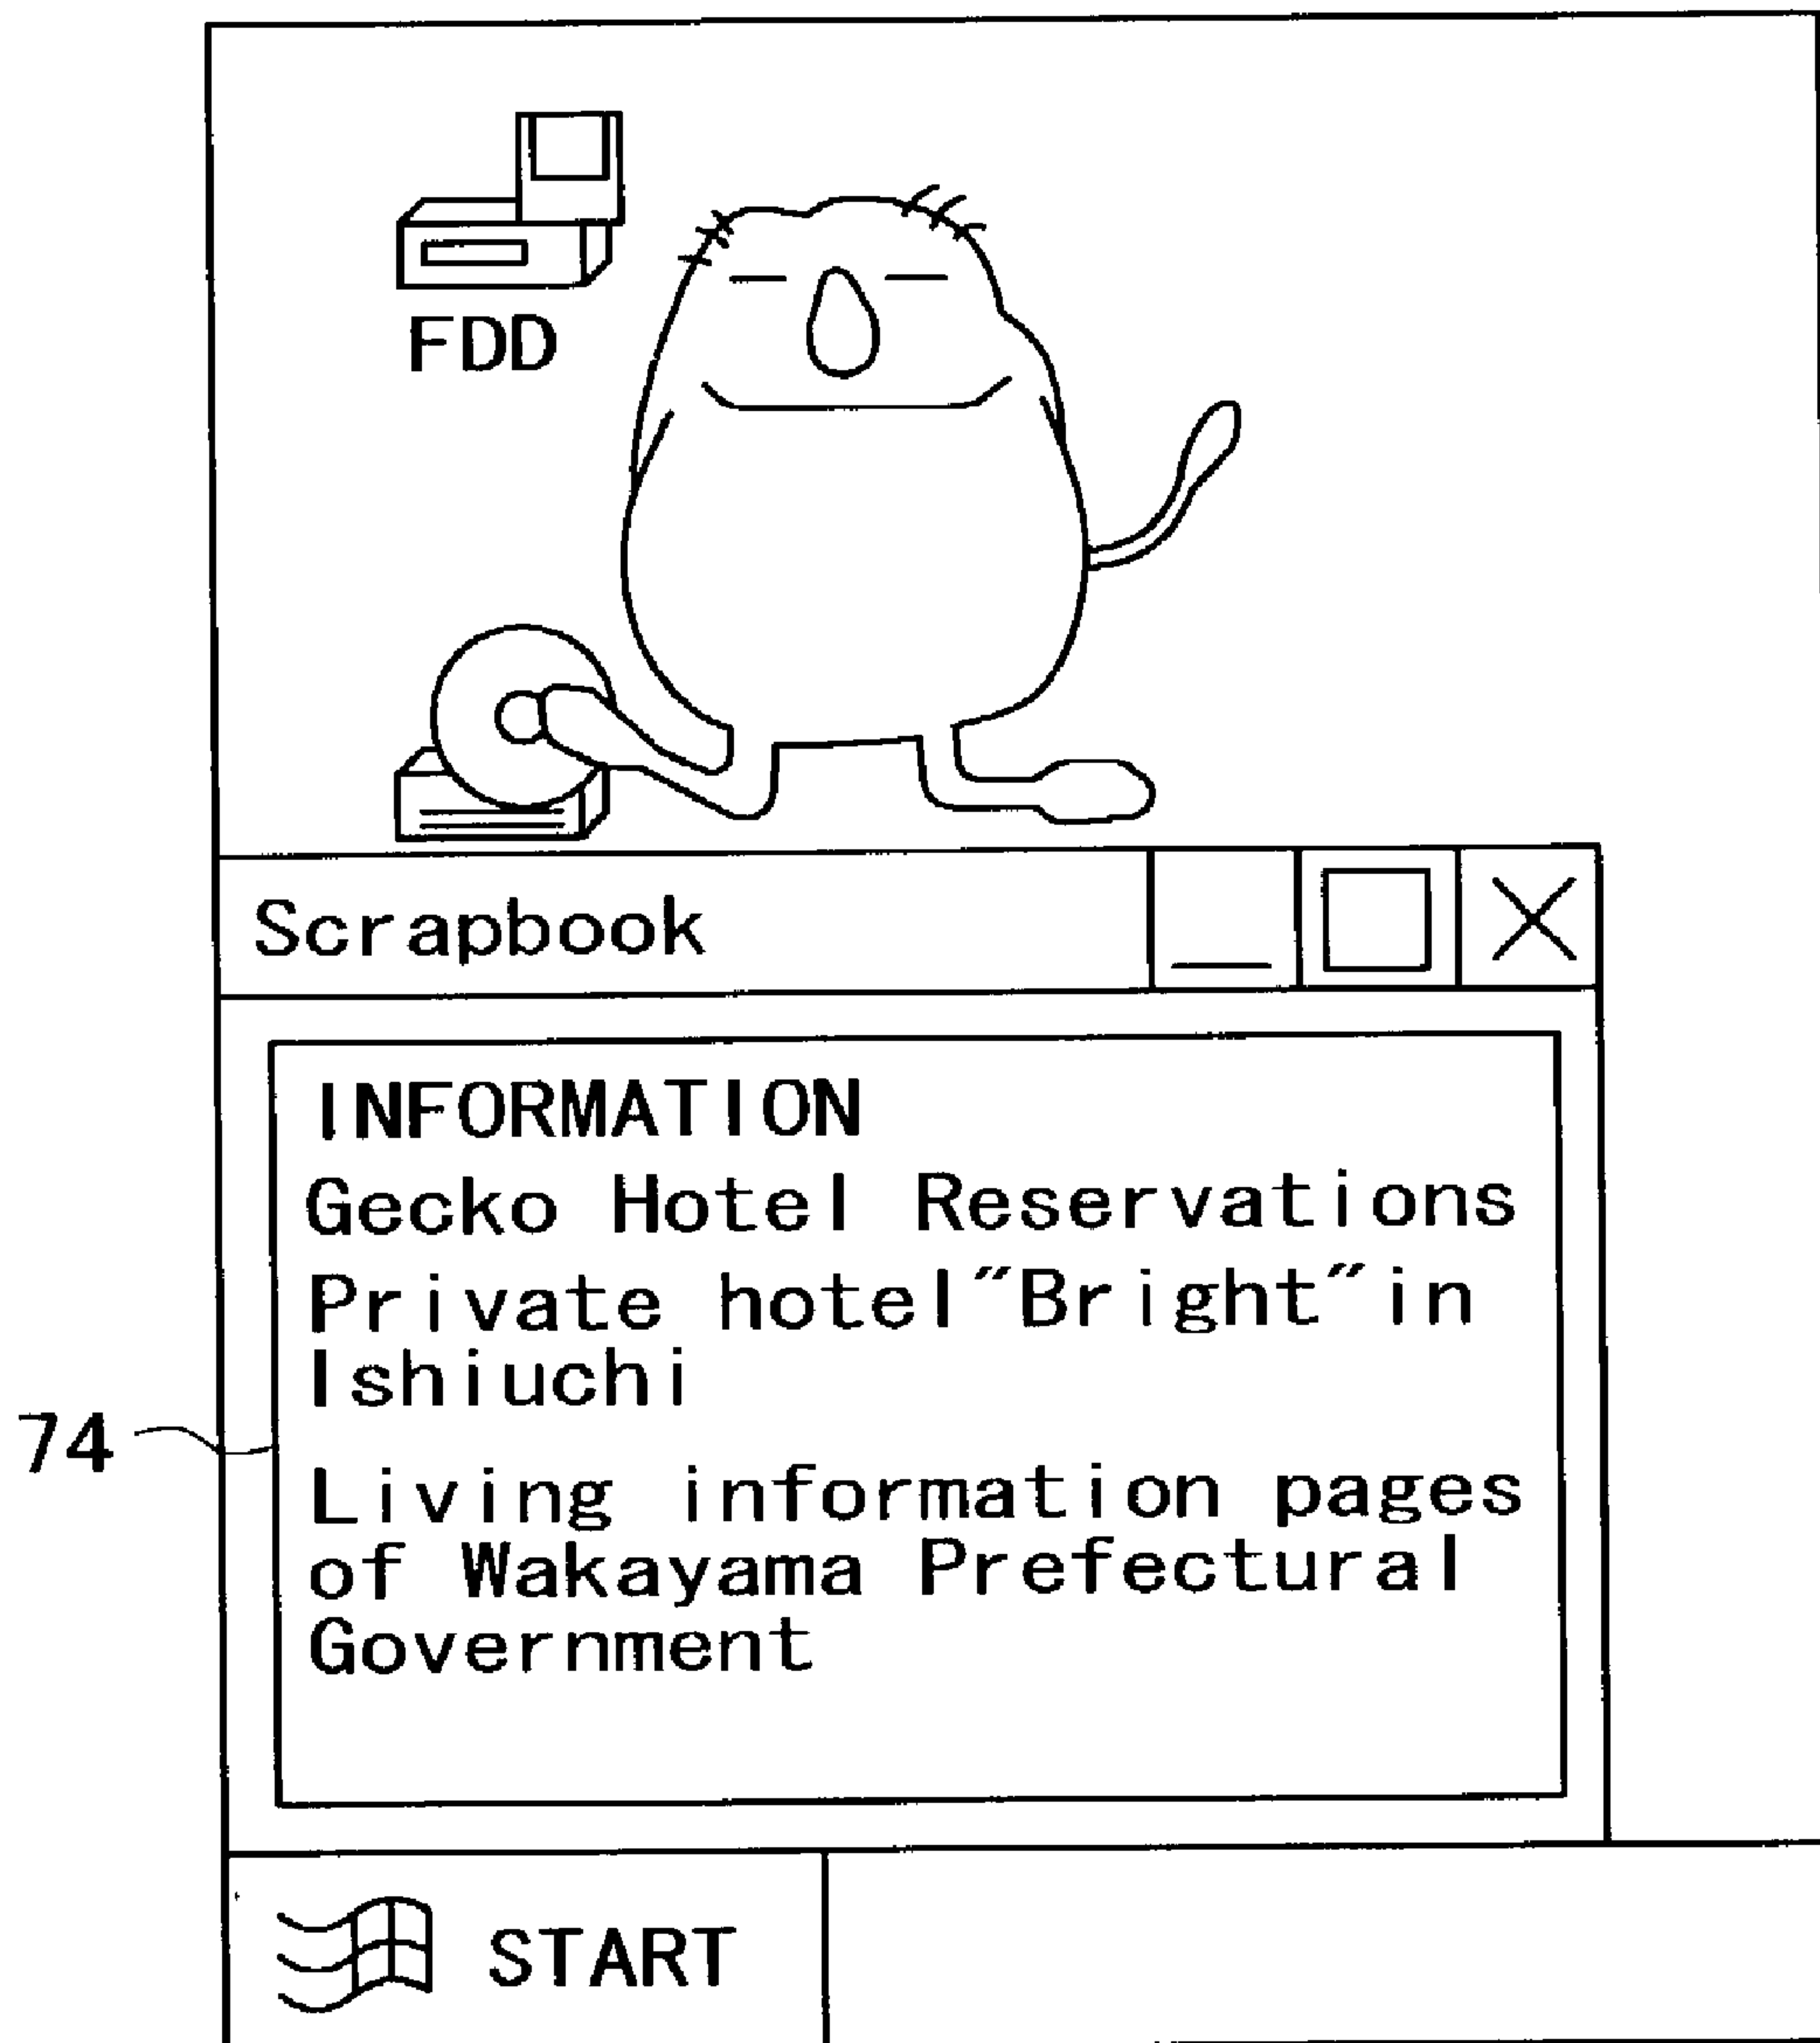 FDD
Scrapbook
INFORMATION
Gecko Hotel Reservations
Private hotel"Bright"in
Ishiuchi
74
Living information pages
of Wakayama Prefectural
Government
START